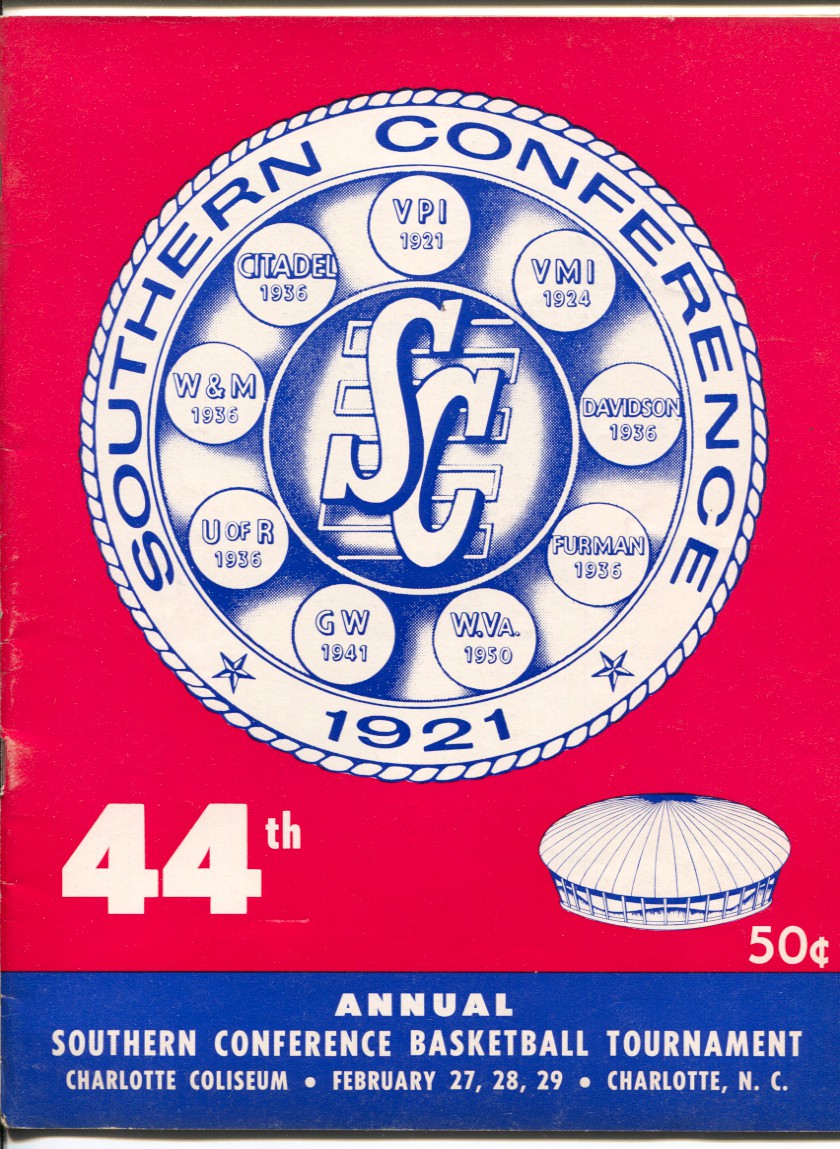 SOUTHERN CONFERENCE
VPI
1921
VMI
1924
DAVIDSON
1936
FURMAN
1936
W.VA.
1950
GW
1941
U OF R
1936
W & M
1936
CITADEL
1936
SC
1921
44th
50¢
ANNUAL
SOUTHERN CONFERENCE BASKETBALL TOURNAMENT
CHARLOTTE COLISEUM • FEBRUARY 27, 28, 29 • CHARLOTTE, N. C.